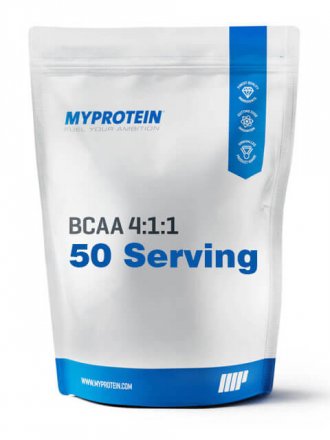 MYPROTEIN
FUEL YOUR AMBITION
BCAA 4:1:1
50 Serving
WWW.MYPROTEIN.COM